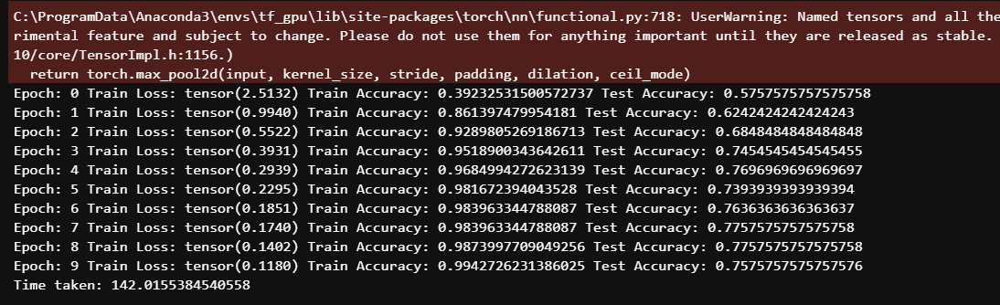 C:\ProgramData\Anaconda3\envs\tf_gpu\lib\site-packages\torch\nn\functional.py:718: UserWarning: Named tensors and all the
rimental feature and subject to change. Please do not use them for anything important until they are released as stable.
10/core/TensorImpl.h:1156.)
  return torch.max_pool2d(input, kernel_size, stride, padding, dilation, ceil_mode)
Epoch: 0 Train Loss: tensor(2.5132) Train Accuracy: 0.39232531500572737 Test Accuracy: 0.5757575757575758
Epoch: 1 Train Loss: tensor(0.9940) Train Accuracy: 0.861397479954181 Test Accuracy: 0.6242424242424243
Epoch: 2 Train Loss: tensor(0.5522) Train Accuracy: 0.9289805269186713 Test Accuracy: 0.6848484848484848
Epoch: 3 Train Loss: tensor(0.3931) Train Accuracy: 0.9518900343642611 Test Accuracy: 0.7454545454545455
Epoch: 4 Train Loss: tensor(0.2939) Train Accuracy: 0.9684994272623139 Test Accuracy: 0.7696969696969697
Epoch: 5 Train Loss: tensor(0.2295) Train Accuracy: 0.981672394043528 Test Accuracy: 0.7393939393939394
Epoch: 6 Train Loss: tensor(0.1851) Train Accuracy: 0.983963344788087 Test Accuracy: 0.7636363636363637
Epoch: 7 Train Loss: tensor(0.1740) Train Accuracy: 0.983963344788087 Test Accuracy: 0.7757575757575758
Epoch: 8 Train Loss: tensor(0.1402) Train Accuracy: 0.9873997709049256 Test Accuracy: 0.7757575757575758
Epoch: 9 Train Loss: tensor(0.1180) Train Accuracy: 0.9942726231386025 Test Accuracy: 0.7575757575757576
Time taken: 142.0155384540558